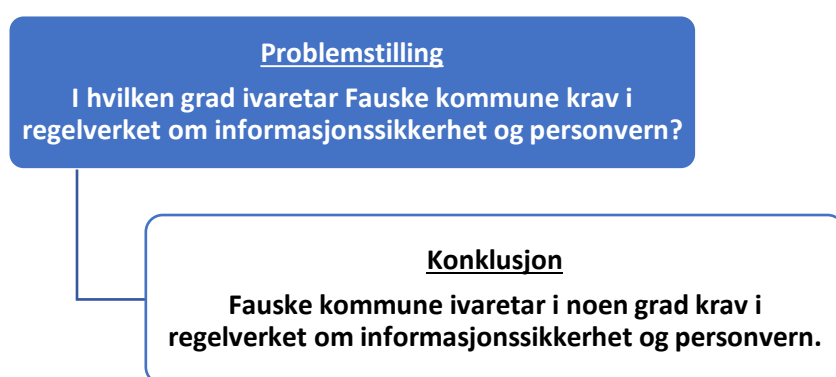 Problemstilling
I hvilken grad ivaretar Fauske kommune krav i
regelverket om informasjonssikkerhet og personvern?
Konklusjon
Fauske kommune ivaretar i noen grad krav i
regelverket om informasjonssikkerhet og personvern.